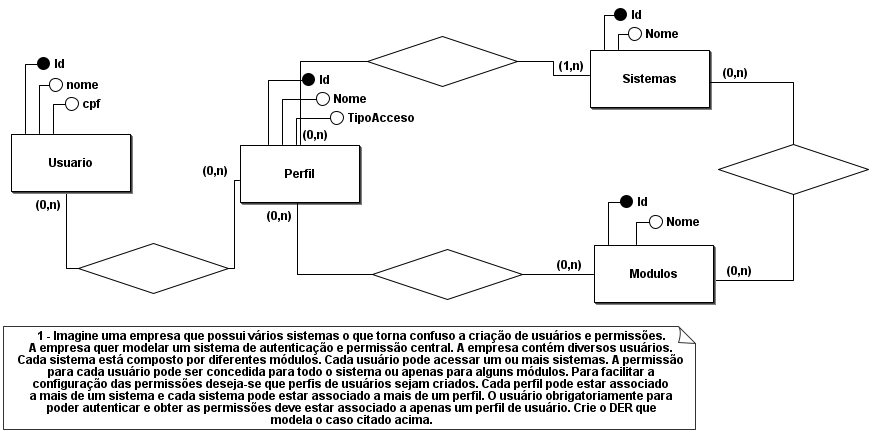 Id
Nome
(1,n)
Sistemas
(0,n)
Id
nome
cpf
Usuario
(0,n)
Id
Nome
TipoAcceso
(0,n)
Perfil
(0,n)
(0,n)
Id
Nome
(0,n)
Modulos
(0,n)
1 - Imagine uma empresa que possui vários sistemas o que torna confuso a criação de usuários e permissões.
A empresa quer modelar um sistema de autenticação e permissão central. A empresa contém diversos usuários.
Cada sistema está composto por diferentes módulos. Cada usuário pode acessar um ou mais sistemas. A permissão
para cada usuário pode ser concedida para todo o sistema ou apenas para alguns módulos. Para facilitar a
configuração das permissões deseja-se que perfis de usuários sejam criados. Cada perfil pode estar associado
a mais de um sistema e cada sistema pode estar associado a mais de um perfil. O usuário obrigatoriamente para
poder autenticar e obter as permissões deve estar associado a apenas um perfil de usuário. Crie o DER que
modela o caso citado acima.